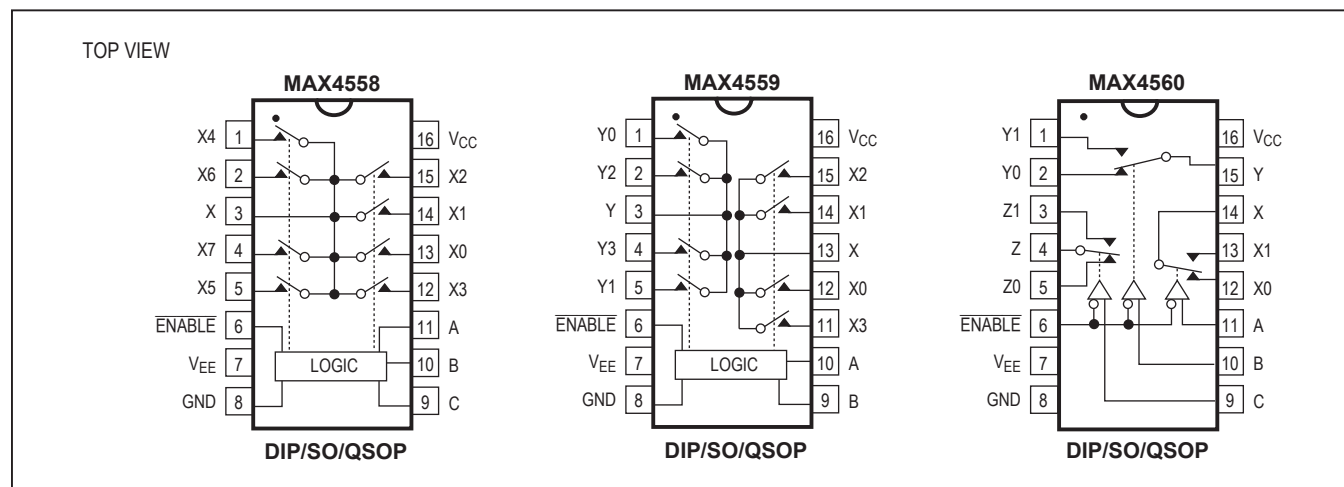 TOP VIEW
MAX4558
X4 1 16 VCC
X6 2 15 X2
X 3 14 X1
X7 4 13 X0
X5 5 12 X3
ENABLE 6 11 A
VEE 7 LOGIC 10 B
GND 8 9 C
DIP/SO/QSOP
MAX4559
Y0 1 16 VCC
Y2 2 15 X2
Y 3 14 X1
Y3 4 13 X
Y1 5 12 X0
ENABLE 6 11 X3
VEE 7 LOGIC 10 A
GND 8 9 B
DIP/SO/QSOP
MAX4560
Y1 1 16 VCC
Y0 2 15 Y
Z1 3 14 X
Z 4 13 X1
Z0 5 12 X0
ENABLE 6 11 A
VEE 7 10 B
GND 8 9 C
DIP/SO/QSOP